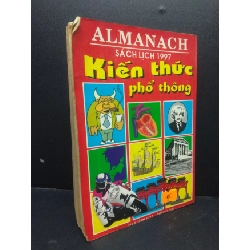 ALMANACH
SÁCH LỊCH 1997
Kiến thức
phổ thông